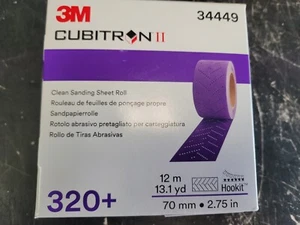 3M
34449
CUBITRON II
Clean Sanding Sheet Roll
Rouleau de feuilles de ponçage propre
Sandpapierrolle
Rotolo abrasivo pretagliato per carteggiatura
Rollo de Tiras Abrasivas
320+
12 m
13.1 yd
Hookit™
70 mm • 2.75 in